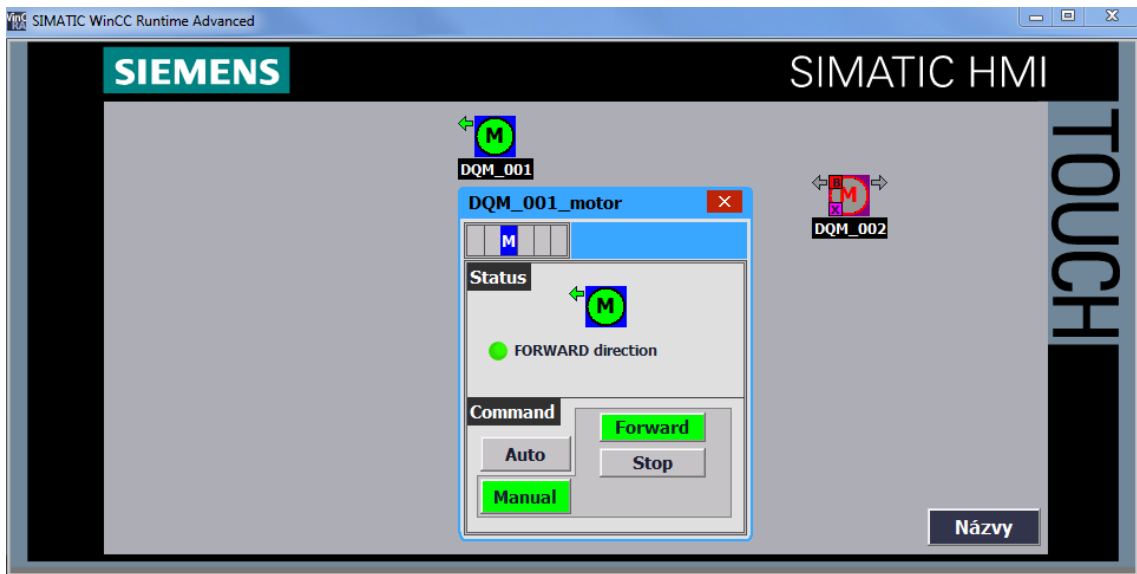 SIMATIC WinCC Runtime Advanced
SIEMENS
SIMATIC HMI
TOUCH
M
DQM_001
B
M
X
DQM_002
DQM_001_motor
M
Status
M
FORWARD direction
Command
Forward
Auto
Stop
Manual
Názvy